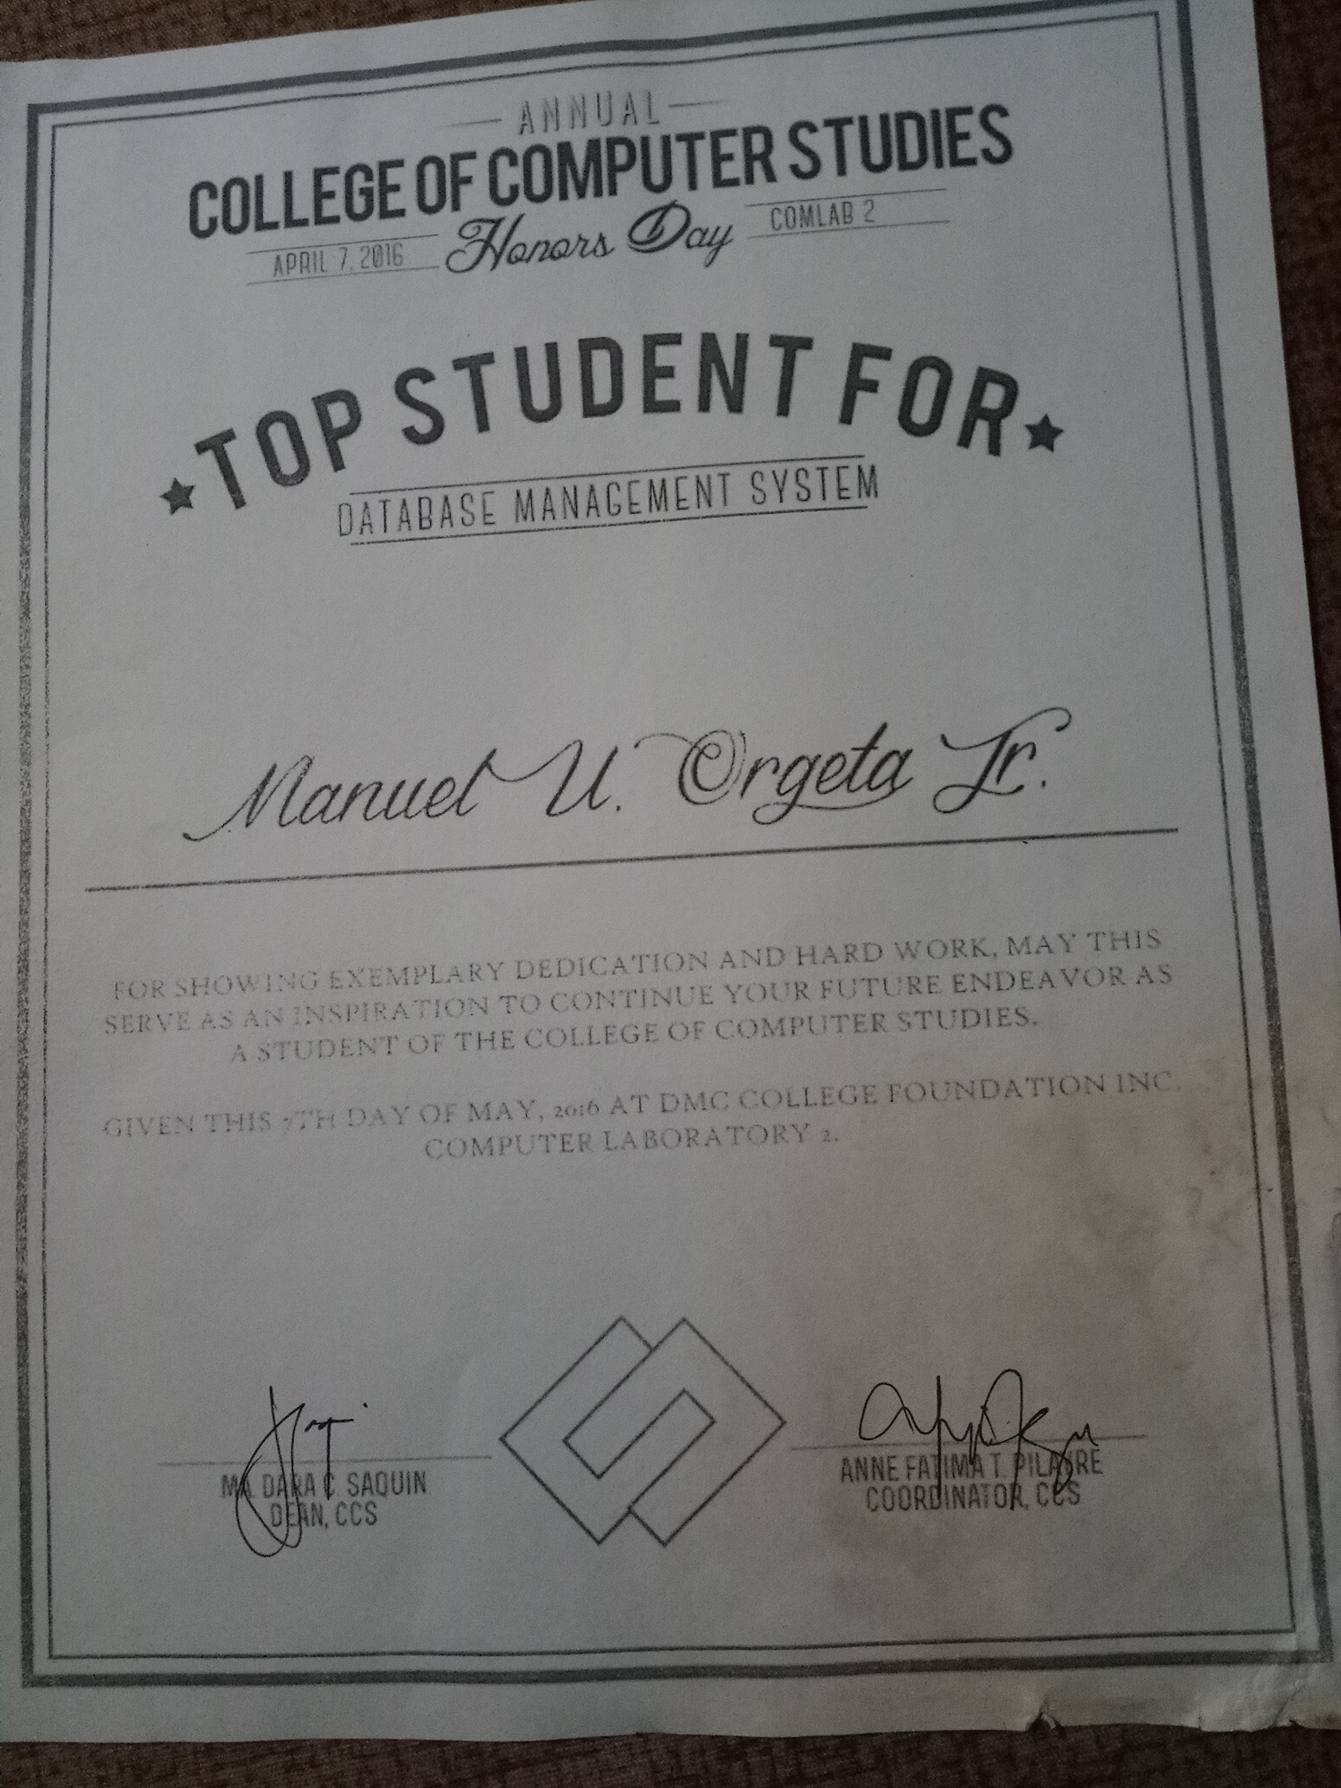 ANNUAL
COLLEGE OF COMPUTER STUDIES
APRIL 7, 2016 Honors Day COMLAB 2
TOP STUDENT FOR
DATABASE MANAGEMENT SYSTEM
Manuel U. Orgeta Jr.
FOR SHOWING EXEMPLARY DEDICATION AND HARD WORK, MAY THIS
SERVE AS AN INSPIRATION TO CONTINUE YOUR FUTURE ENDEAVOR AS
A STUDENT OF THE COLLEGE OF COMPUTER STUDIES.
GIVEN THIS 7TH DAY OF MAY, 2016 AT DMC COLLEGE FOUNDATION INC.
COMPUTER LABORATORY 2.
MA. DARA C. SAQUIN
DEAN, CCS
ANNE FATIMA T. PILAYRE
COORDINATOR, CCS